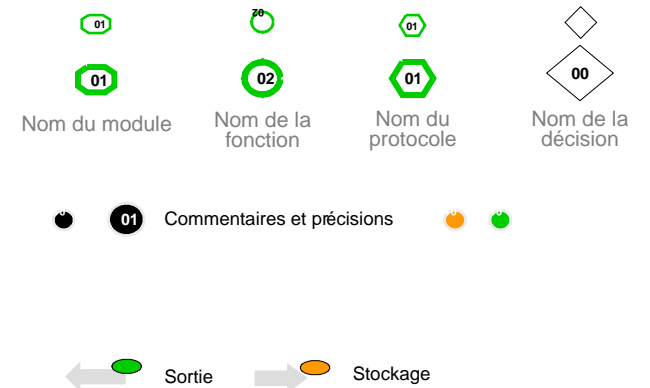 01 02 01
01 02 01 00
Nom du module
Nom de la
fonction
Nom du
protocole
Nom de la
décision
01 Commentaires et précisions
Sortie
Stockage